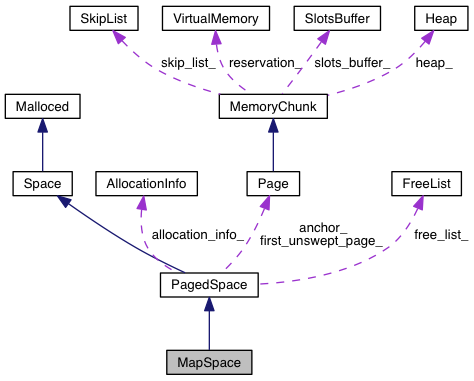 SkipList
VirtualMemory
SlotsBuffer
Heap
skip_list_
reservation_
slots_buffer_
heap_
Malloced
MemoryChunk
Space
AllocationInfo
Page
FreeList
allocation_info_
anchor_
first_unswept_page_
free_list_
PagedSpace
MapSpace